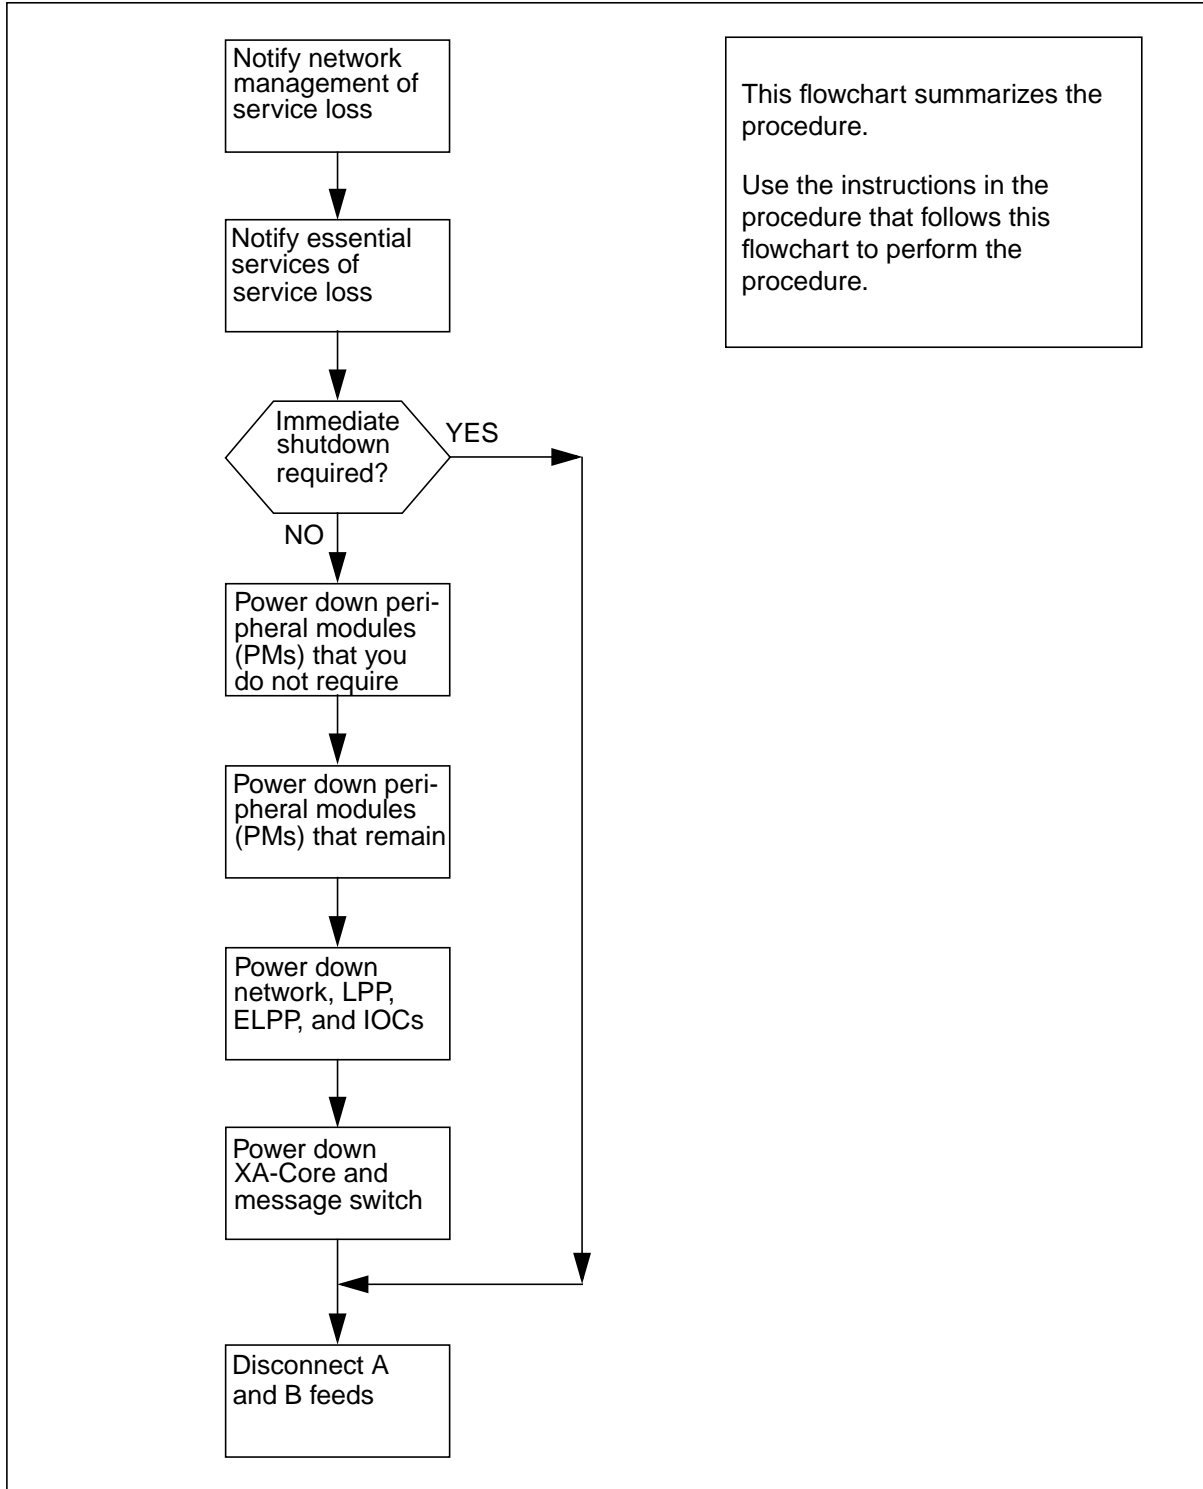 Notify network
management of
service loss
This flowchart summarizes the
procedure.
Use the instructions in the
procedure that follows this
flowchart to perform the
procedure.
Notify essential
services of
service loss
Immediate
shutdown
required?
YES
NO
Power down peri-
pheral modules
(PMs) that you
do not require
Power down peri-
pheral modules
(PMs) that remain
Power down
network, LPP,
ELPP, and IOCs
Power down
XA-Core and
message switch
Disconnect A
and B feeds